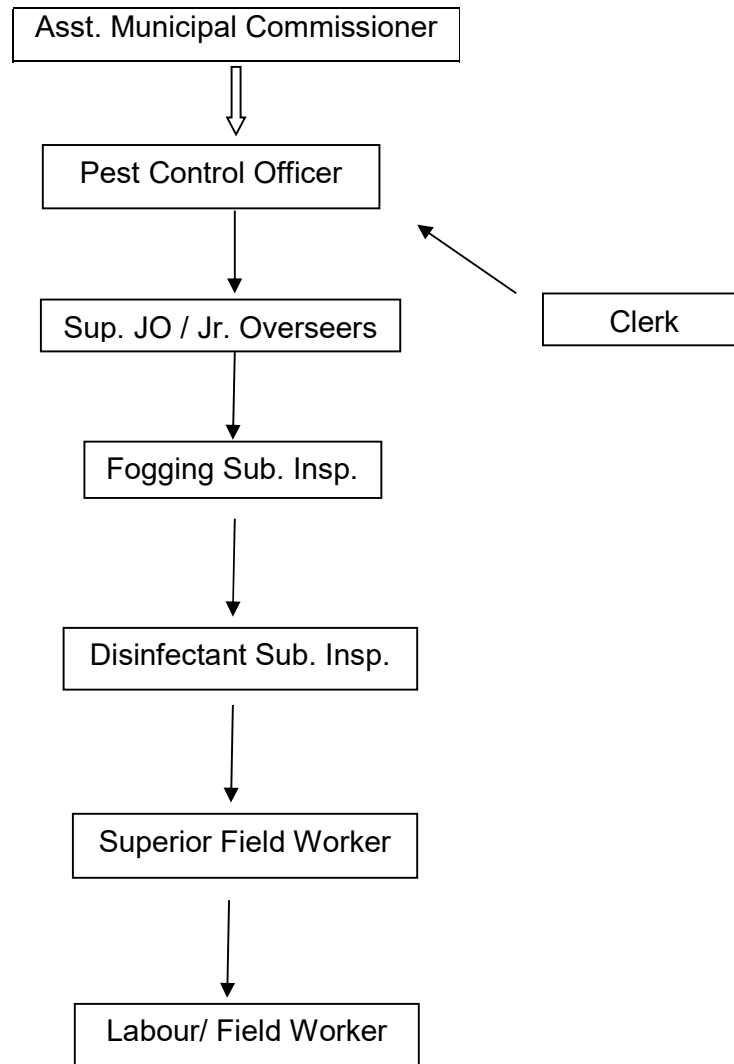 Asst. Municipal Commissioner
Pest Control Officer
Sup. JO / Jr. Overseers
Clerk
Fogging Sub. Insp.
Disinfectant Sub. Insp.
Superior Field Worker
Labour/ Field Worker